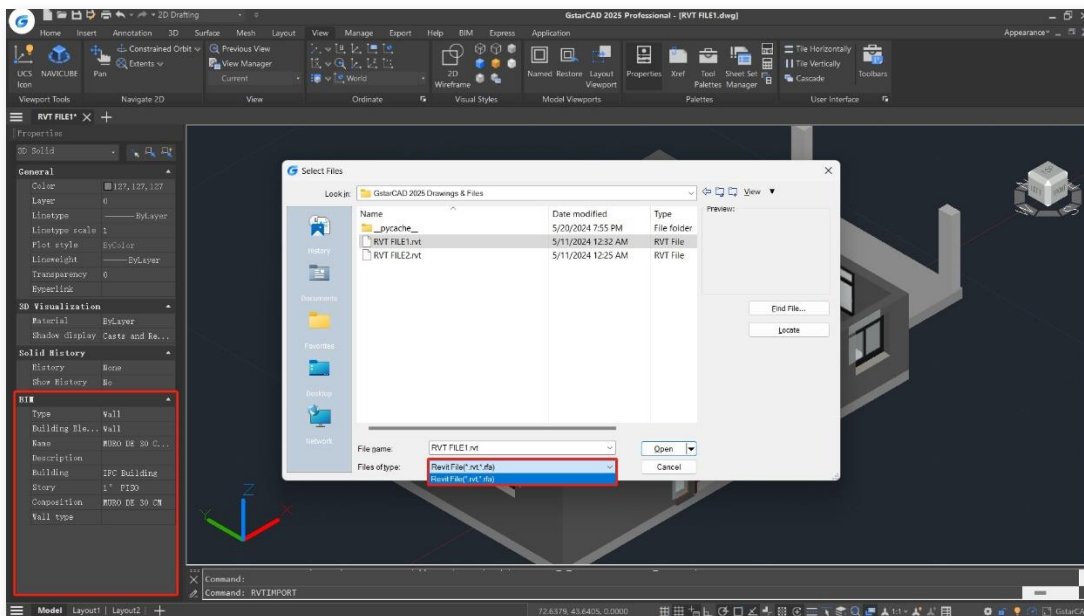 2D Drafting
GstarCAD 2025 Professional - [RVT FILE1.dwg]
Home Insert Annotation 3D Surface Mesh Layout View Manage Export Help BIM Express Application
Appearance
UCS Icon
NAVICUBE
Pan
Constrained Orbit
Extents
Previous View
View Manager
Current
World
2D Wireframe
Named
Restore
Layout Viewport
Properties
Xref
Tool Palettes
Sheet Set Manager
Tile Horizontally
Tile Vertically
Cascade
Toolbars
Viewport Tools
Navigate 2D
View
Ordinate
Visual Styles
Model Viewports
Palettes
User Interface
RVT FILE1*
Properties
3D Solid
General
Color 127,127,127
Layer 0
Linetype ByLayer
Linetype scale 1
Plot style ByColor
Lineweight ByLayer
Transparency 0
Hyperlink
3D Visualization
Material ByLayer
Shadow display Casts and Re...
Solid History
History None
Show History No
BIM
Type Wall
Building Ele... Wall
Name MURO DE 30 C...
Description
Building IFC Building
Story 1° PISO
Composition MURO DE 30 CM
Wall type
Select Files
Look in: GstarCAD 2025 Drawings & Files
View
Name Date modified Type
__pycache__ 5/20/2024 7:55 PM File folder
RVT FILE1.rvt 5/11/2024 12:32 AM RVT File
RVT FILE2.rvt 5/11/2024 12:25 AM RVT File
Preview:
History
Documents
Favorites
Desktop
Network
Find File...
Locate
File name: RVT FILE1.rvt
Open
Files of type: Revit File(*.rvt,*.rfa)
Cancel
Revit File(*.rvt,*.rfa)
Z
Y
X
Command:
Command: RVTIMPORT
Model Layout1 Layout2
72.6379, 43.6405, 0.0000
1:1
GstarCA